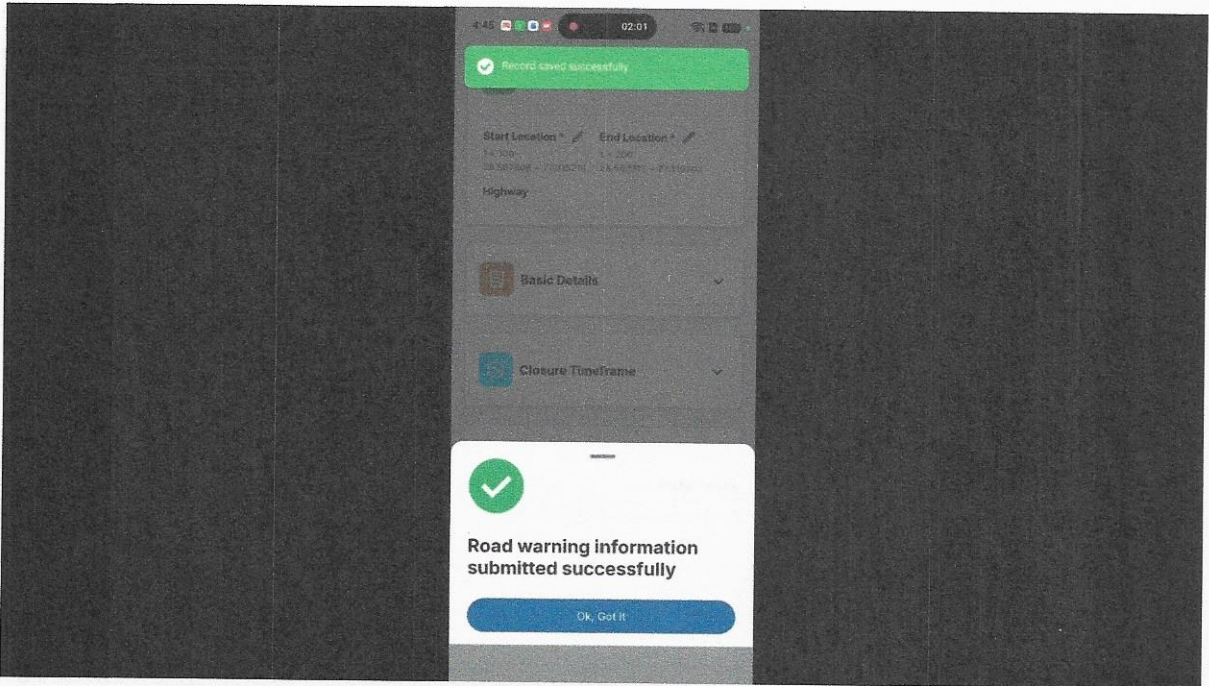 4:45
02:01
Record saved successfully
Start Location *
End Location *
Highway
Basic Details
Closure Timeframe
Road warning information
submitted successfully
Ok, Got it